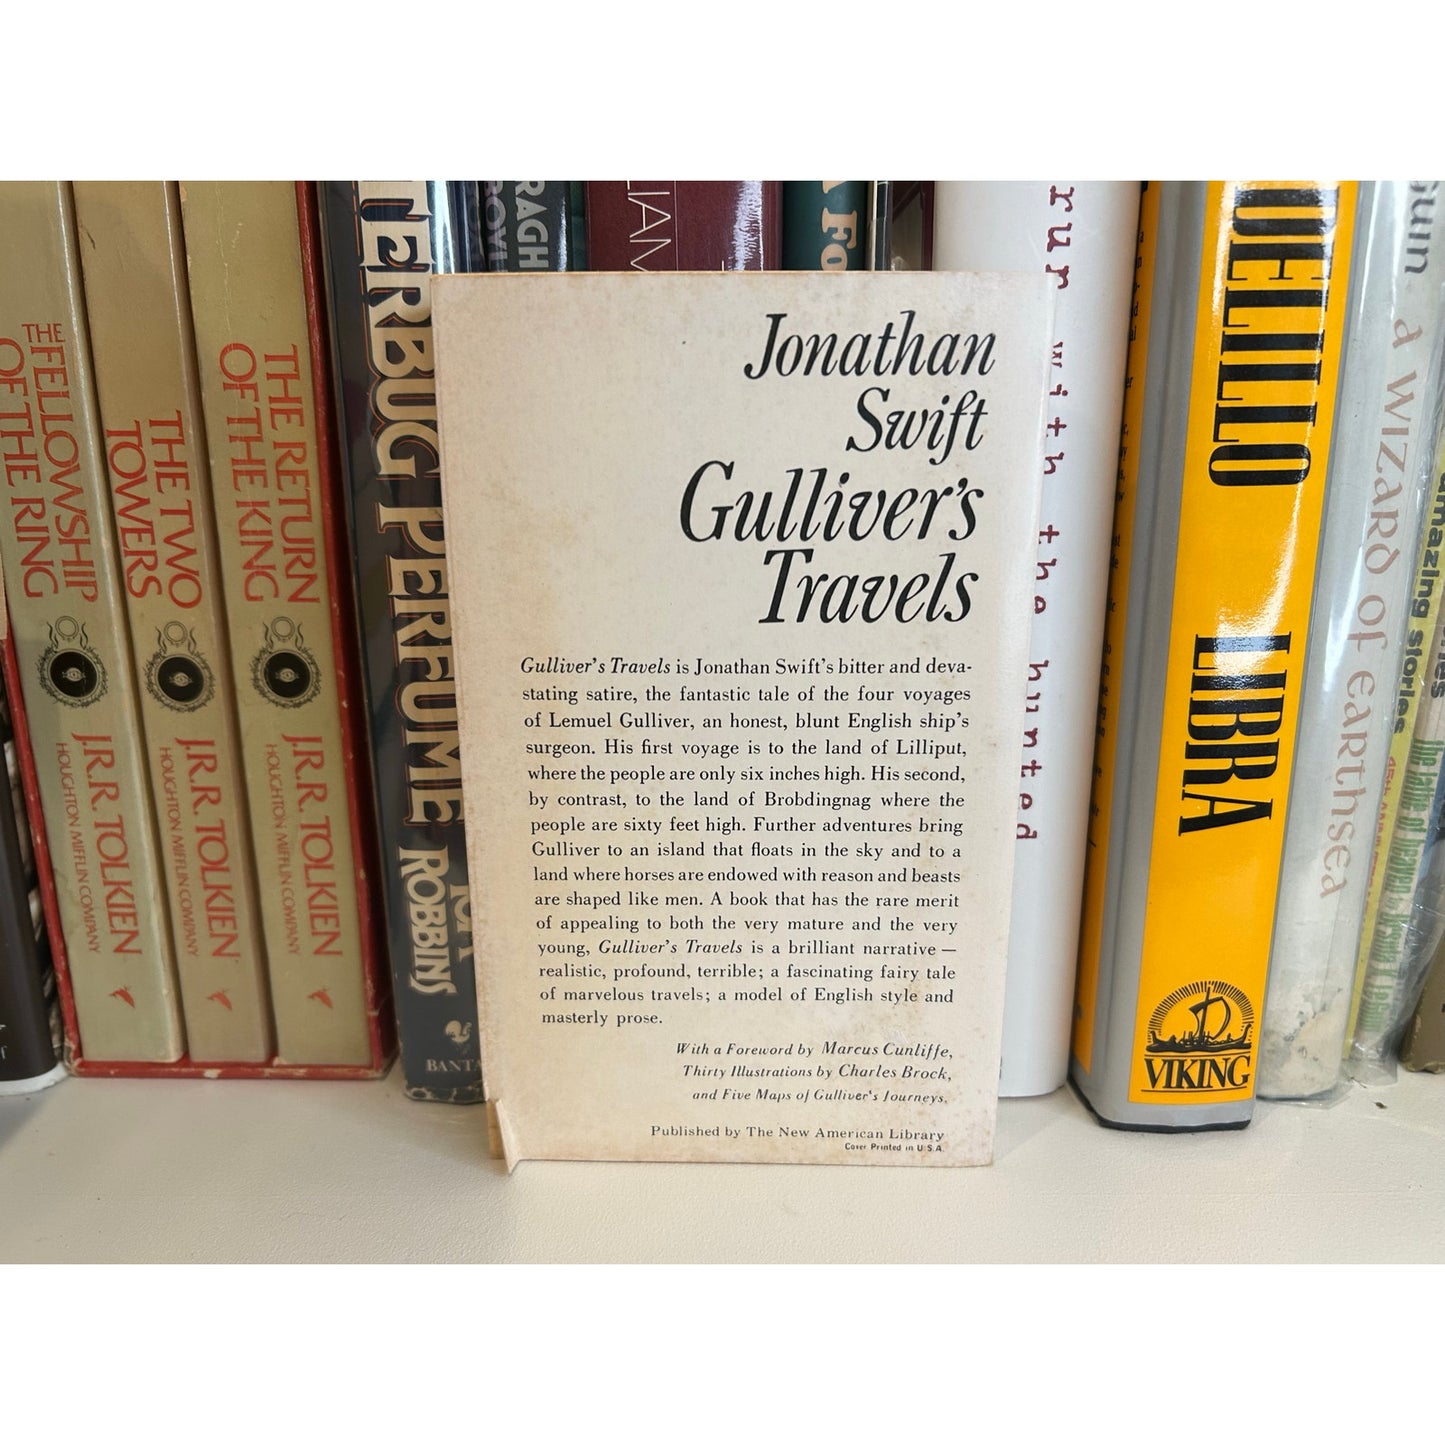 THE FELLOWSHIP
OF THE RING
J.R.R. TOLKIEN
HOUGHTON MIFFLIN COMPANY
THE TWO
TOWERS
J.R.R. TOLKIEN
HOUGHTON MIFFLIN COMPANY
THE RETURN
OF THE KING
J.R.R. TOLKIEN
HOUGHTON MIFFLIN COMPANY
TERBUG PERFUME
ROBBINS
BANTA
RAGH
LIAM
A FO
Jonathan
Swift
Gulliver's
Travels
Gulliver's Travels is Jonathan Swift's bitter and deva-
stating satire, the fantastic tale of the four voyages
of Lemuel Gulliver, an honest, blunt English ship's
surgeon. His first voyage is to the land of Lilliput,
where the people are only six inches high. His second,
by contrast, to the land of Brobdingnag where the
people are sixty feet high. Further adventures bring
Gulliver to an island that floats in the sky and to a
land where horses are endowed with reason and beasts
are shaped like men. A book that has the rare merit
of appealing to both the very mature and the very
young, Gulliver's Travels is a brilliant narrative —
realistic, profound, terrible; a fascinating fairy tale
of marvelous travels; a model of English style and
masterly prose.
With a Foreword by Marcus Cunliffe,
Thirty Illustrations by Charles Brock,
and Five Maps of Gulliver's Journeys.
Published by The New American Library
Cover Printed in U.S.A.
rur with the hunted
DELILLO
LIBRA
VIKING
a wizard of earthsea
amazing stories